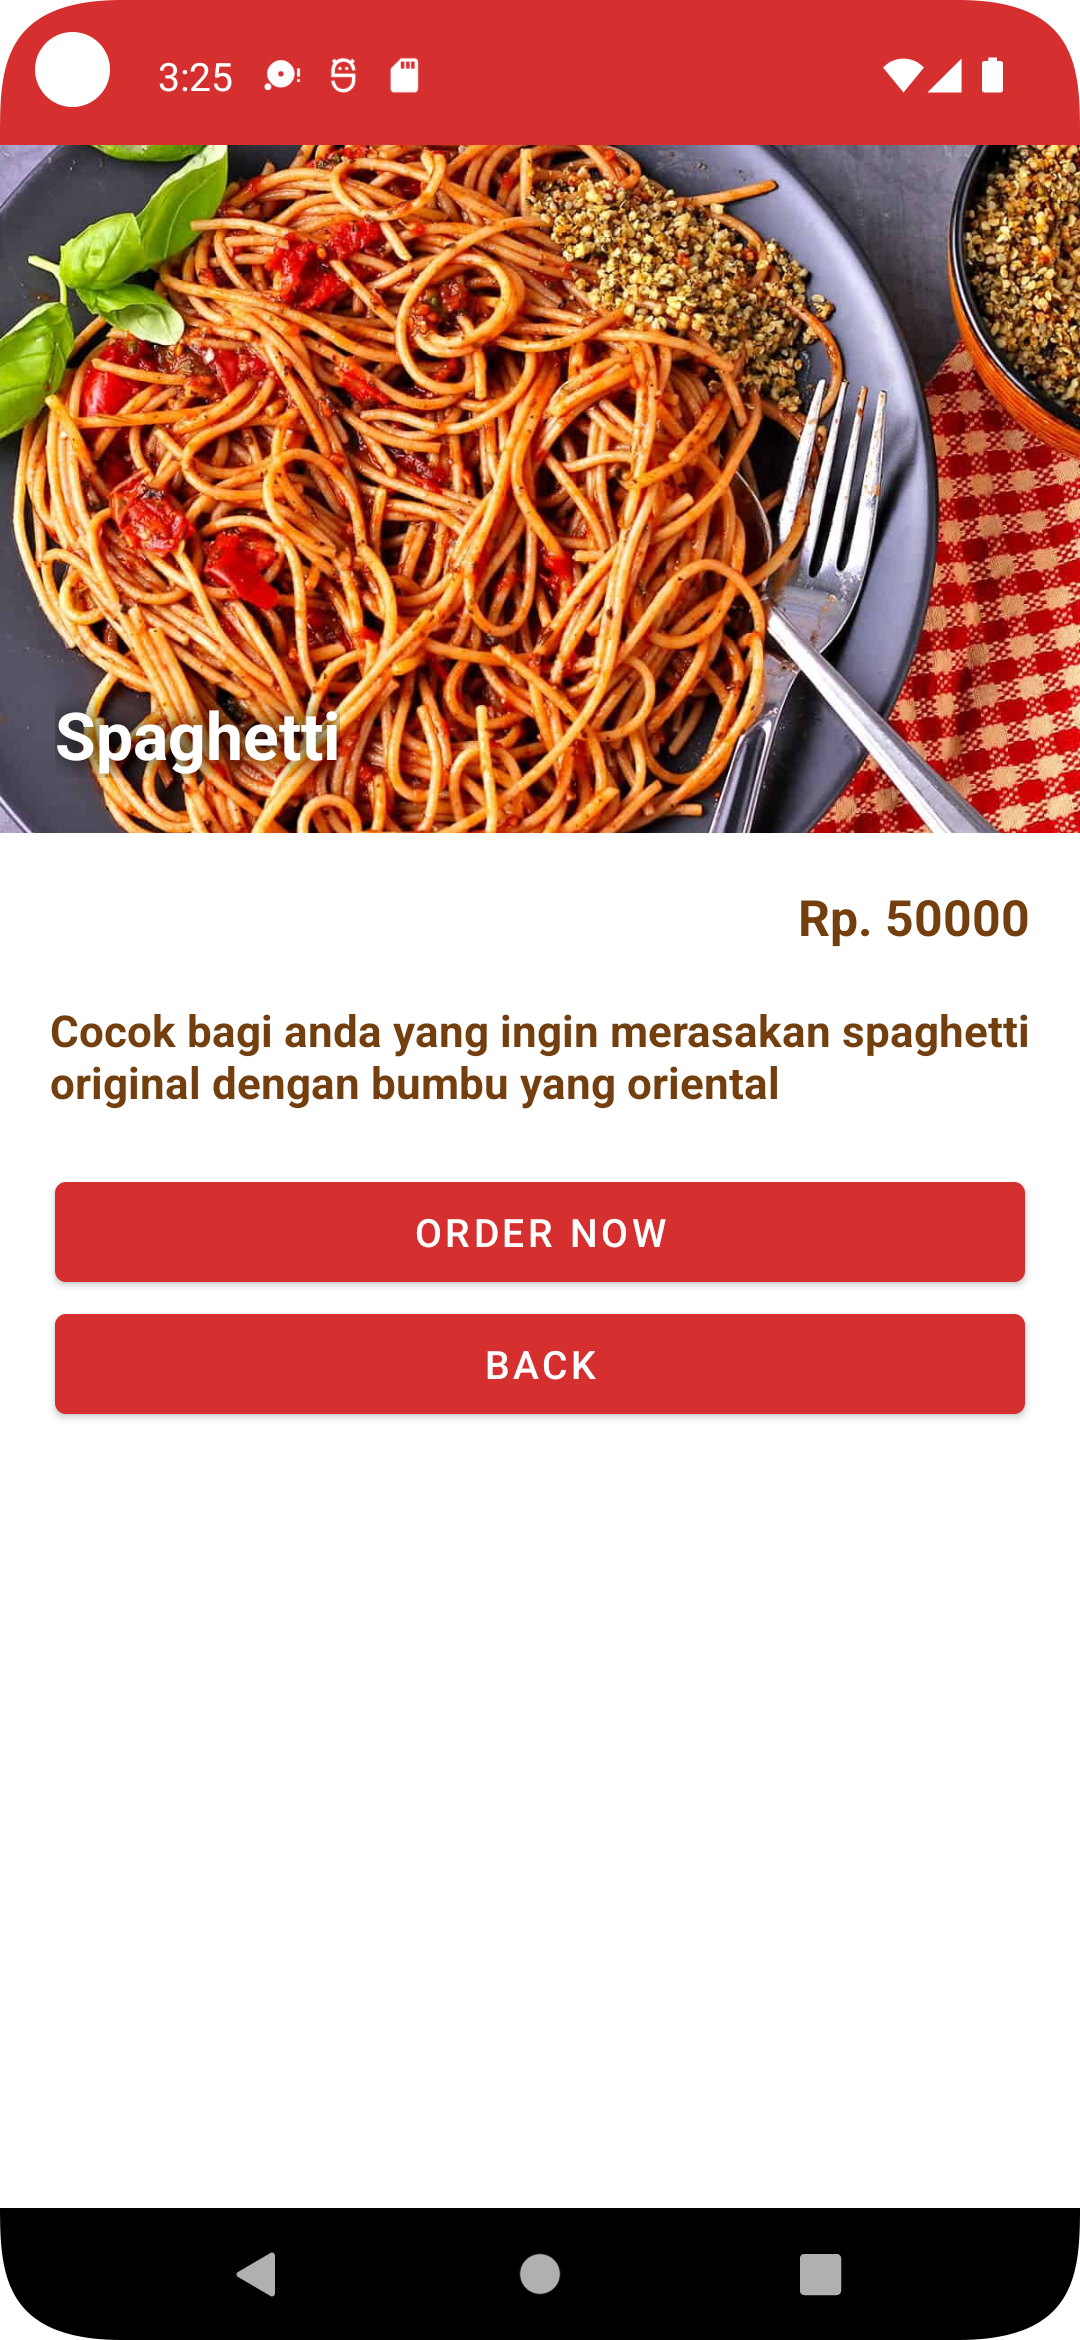 3:25
Spaghetti
Rp. 50000
Cocok bagi anda yang ingin merasakan spaghetti
original dengan bumbu yang oriental
ORDER NOW
BACK